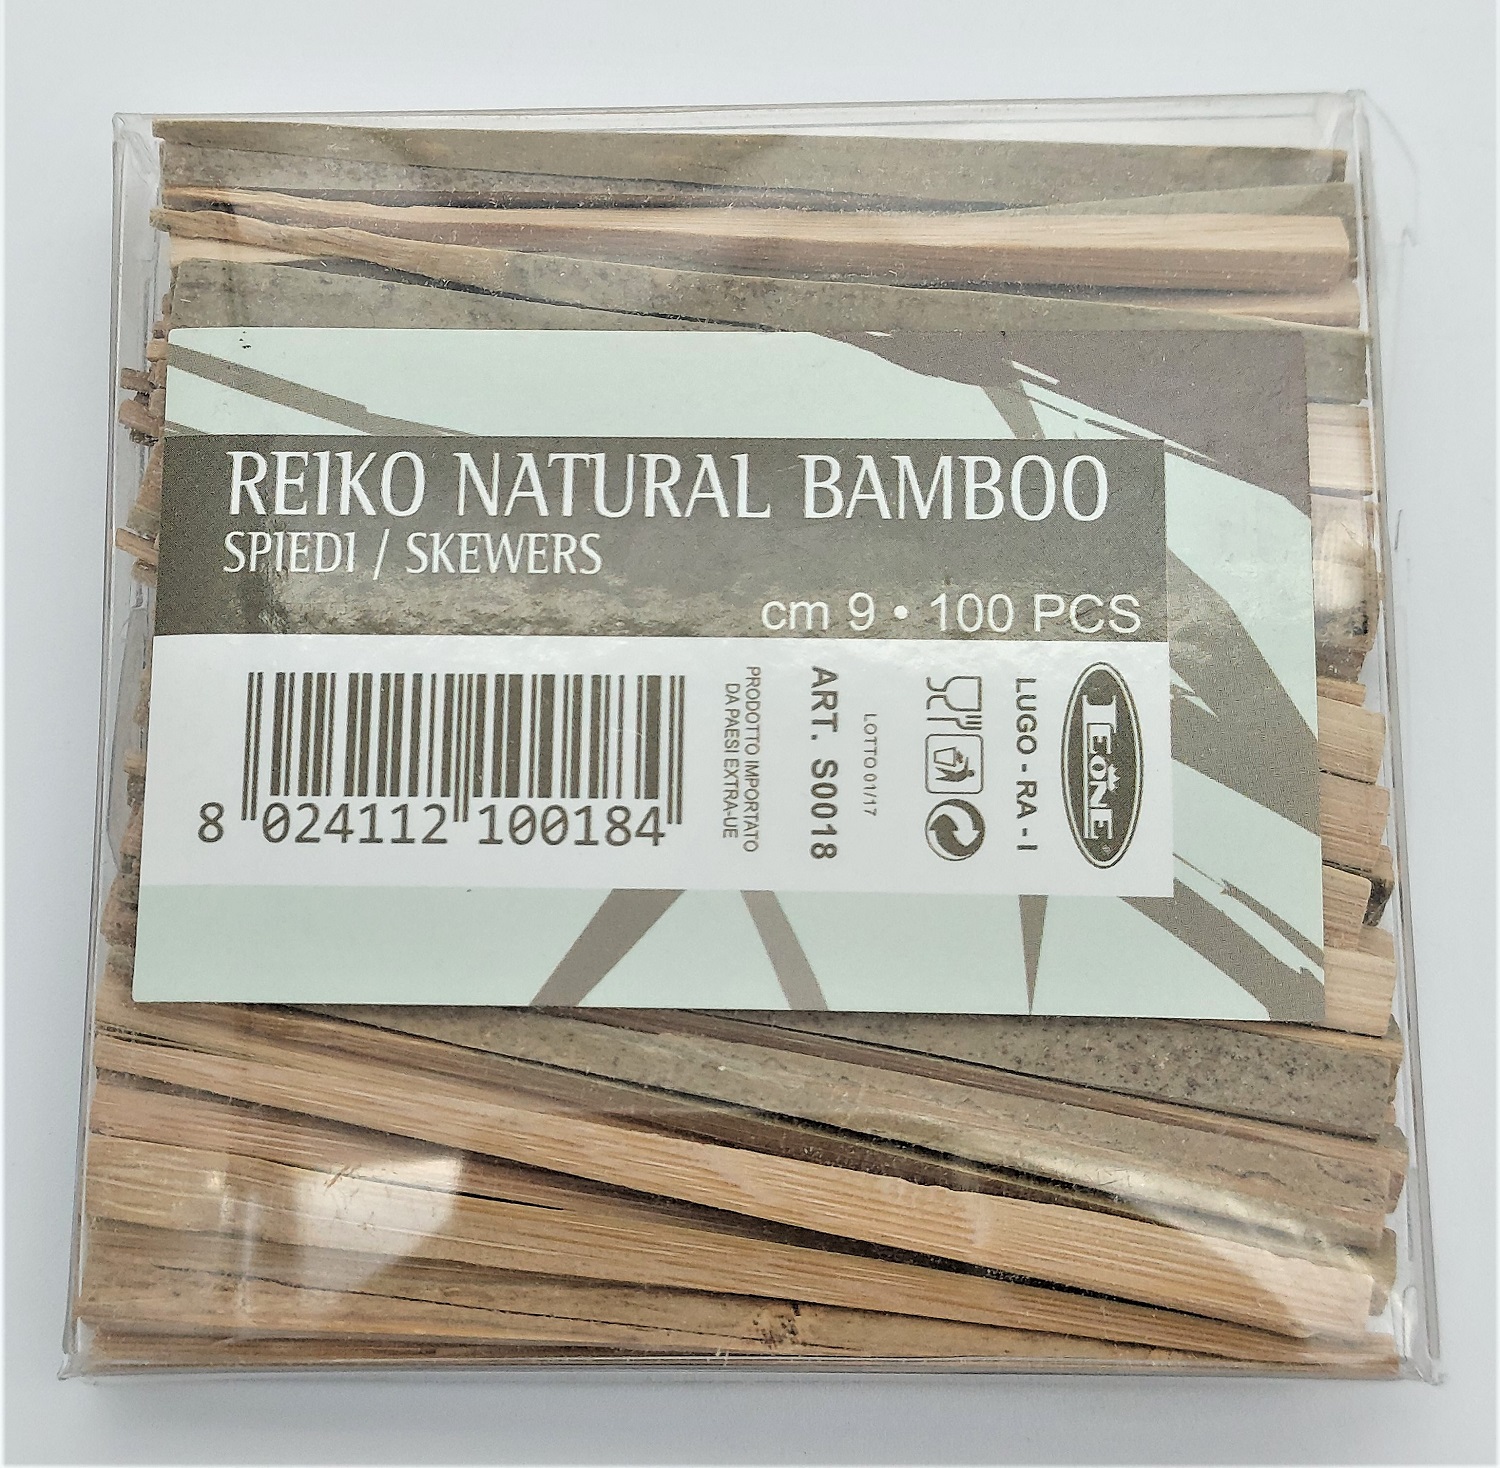 REIKO NATURAL BAMBOO
SPIEDI / SKEWERS
cm 9 • 100 PCS
8 024112 100184
PRODOTTO IMPORTATO
DA PAESI EXTRA-UE
ART. S0018
LOTTO 01/17
LUGO - RA - I
LEONE®